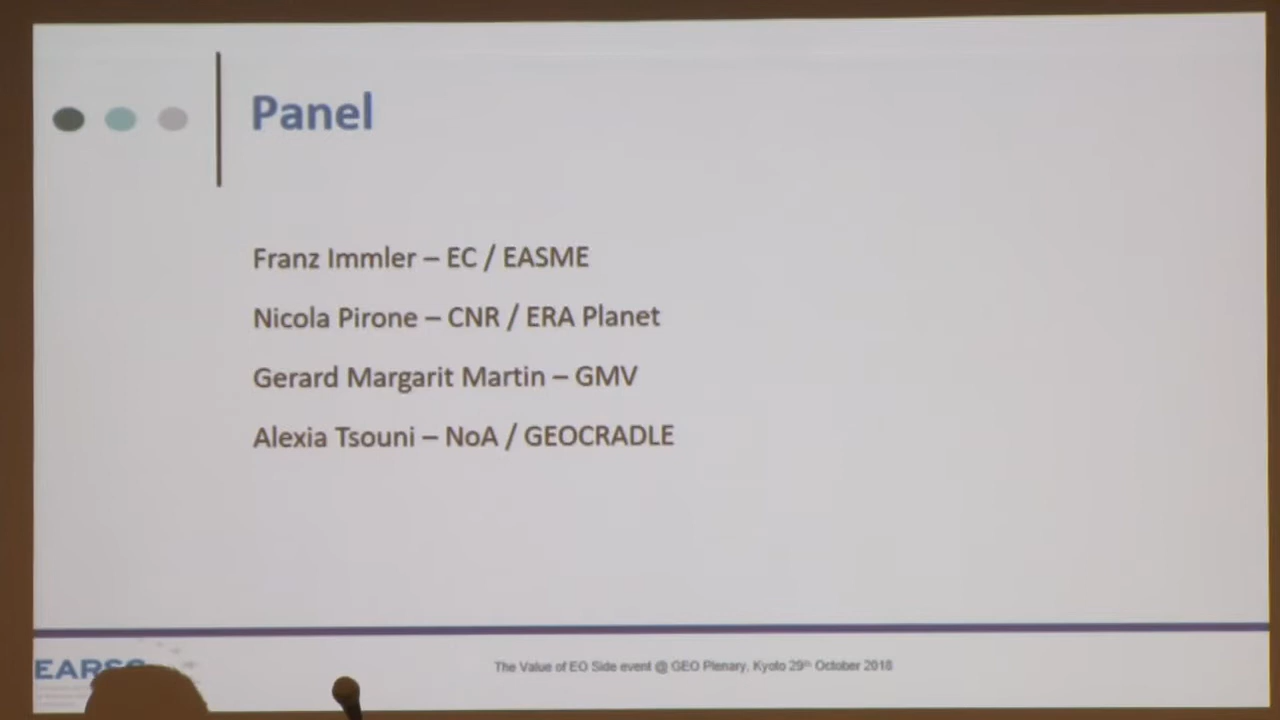 Panel
Franz Immler – EC / EASME
Nicola Pirone – CNR / ERA Planet
Gerard Margarit Martin – GMV
Alexia Tsouni – NoA / GEOCRADLE
The Value of EO Side event @ GEO Plenary, Kyoto 29th October 2018